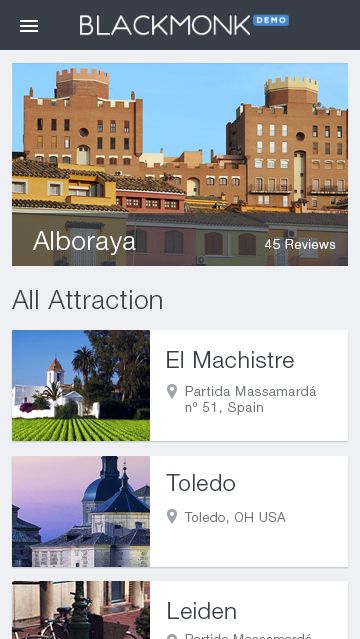 BLACKMONK DEMO
Alboraya
45 Reviews
All Attraction
El Machistre
Partida Massamardá
nº 51, Spain
Toledo
Toledo, OH USA
Leiden
Partida Massamardá